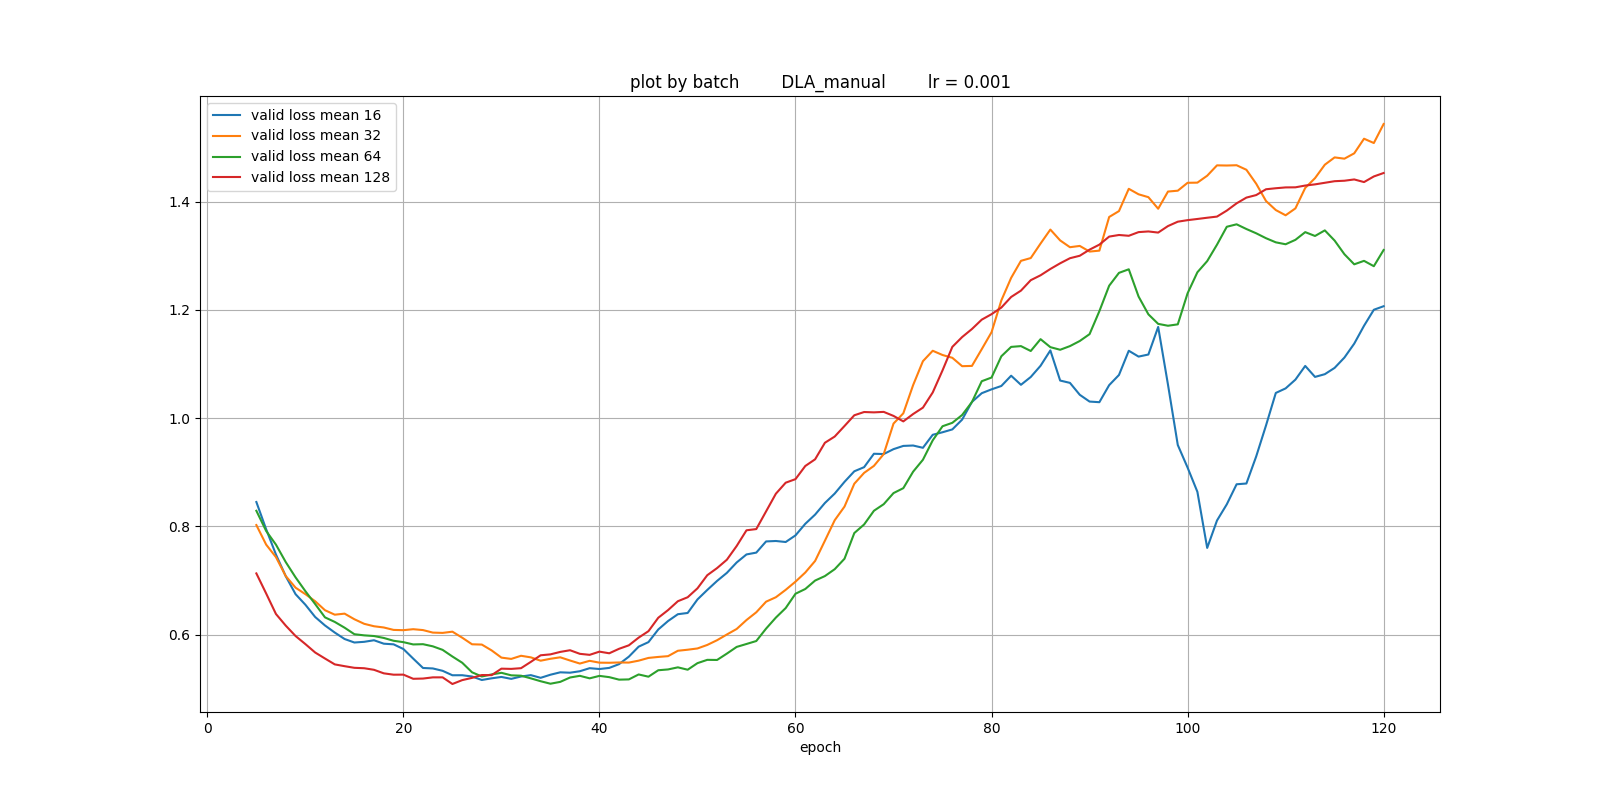 plot by batch DLA_manual lr = 0.001
valid loss mean 16
valid loss mean 32
valid loss mean 64
valid loss mean 128
1.4
1.2
1.0
0.8
0.6
0 20 40 60 80 100 120
epoch